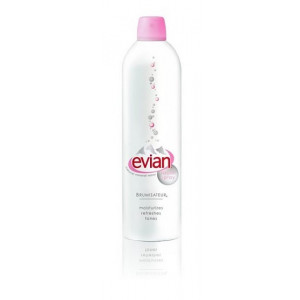 evian
BRUMISATEUR
moisturizes
refreshes
tones